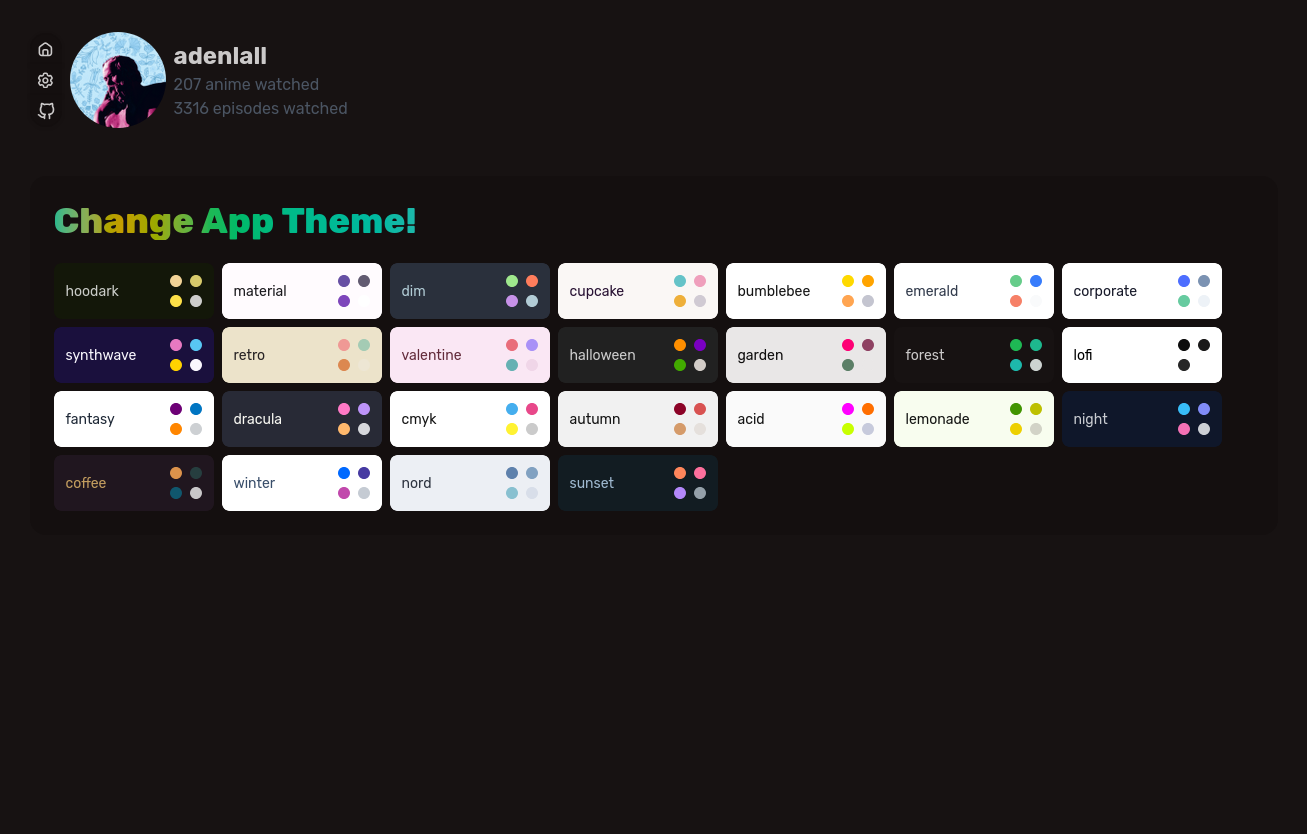 adenlall
207 anime watched
3316 episodes watched
Change App Theme!
hoodark
material
dim
cupcake
bumblebee
emerald
corporate
synthwave
retro
valentine
halloween
garden
forest
lofi
fantasy
dracula
cmyk
autumn
acid
lemonade
night
coffee
winter
nord
sunset